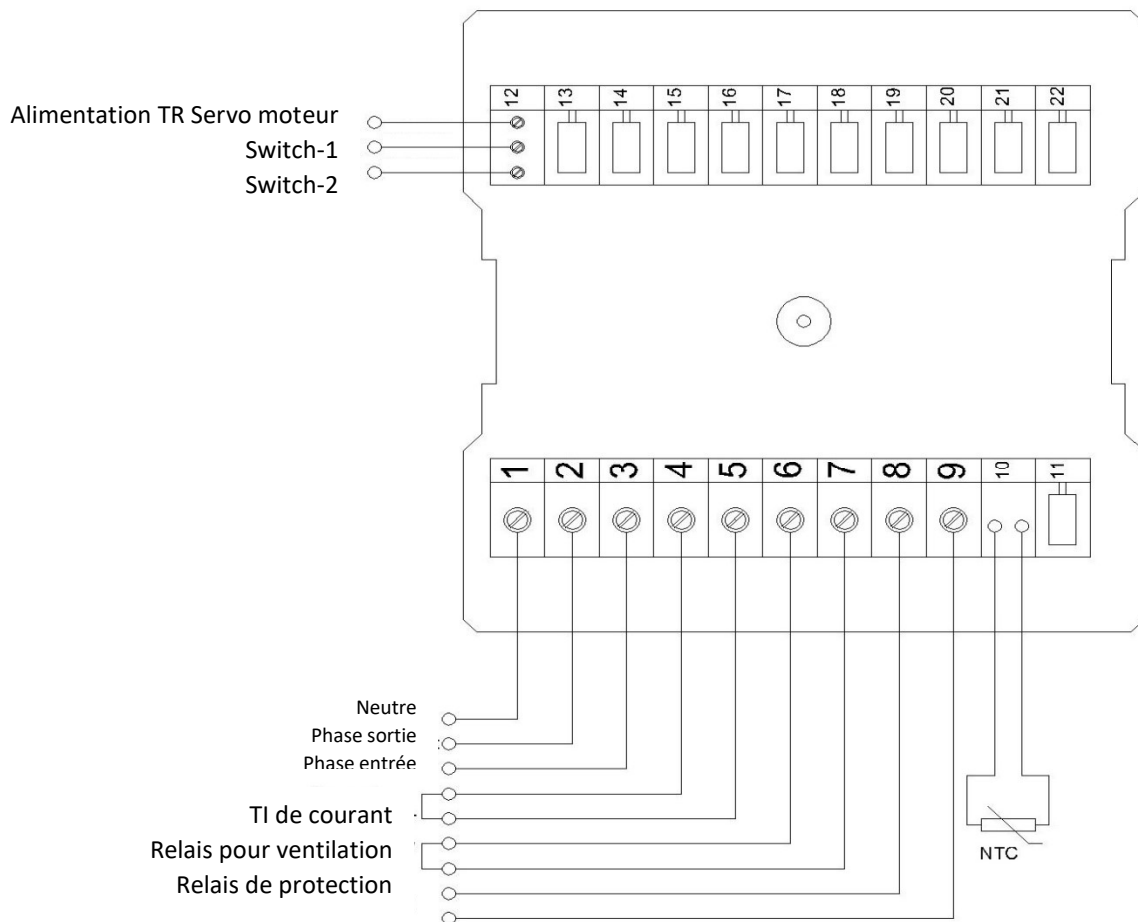 12 13 14 15 16 17 18 19 20 21 22
Alimentation TR Servo moteur
Switch-1
Switch-2
1 2 3 4 5 6 7 8 9 10 11
Neutre
Phase sortie
Phase entrée
TI de courant
Relais pour ventilation
Relais de protection
NTC